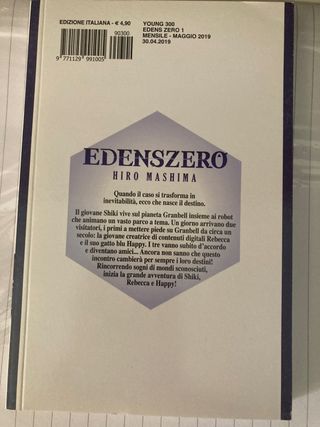 EDIZIONE ITALIANA - € 4,90
90300
9 771129 991005
YOUNG 300
EDENS ZERO 1
MENSILE - MAGGIO 2019
30.04.2019
EDENSZERO
HIRO MASHIMA
Quando il caso si trasforma in
inevitabilità, ecco che nasce il destino.
Il giovane Shiki vive sul pianeta Granbell insieme ai robot
che animano un vasto parco a tema. Un giorno arrivano due
visitatori, i primi a mettere piede su Granbell da circa un
secolo: la giovane creatrice di contenuti digitali Rebecca
e il suo gatto blu Happy. I tre vanno subito d'accordo
e diventano amici... Ancora non sanno che questo
incontro cambierà per sempre i loro destini!
Rincorrendo sogni di mondi sconosciuti,
inizia la grande avventura di Shiki,
Rebecca e Happy!